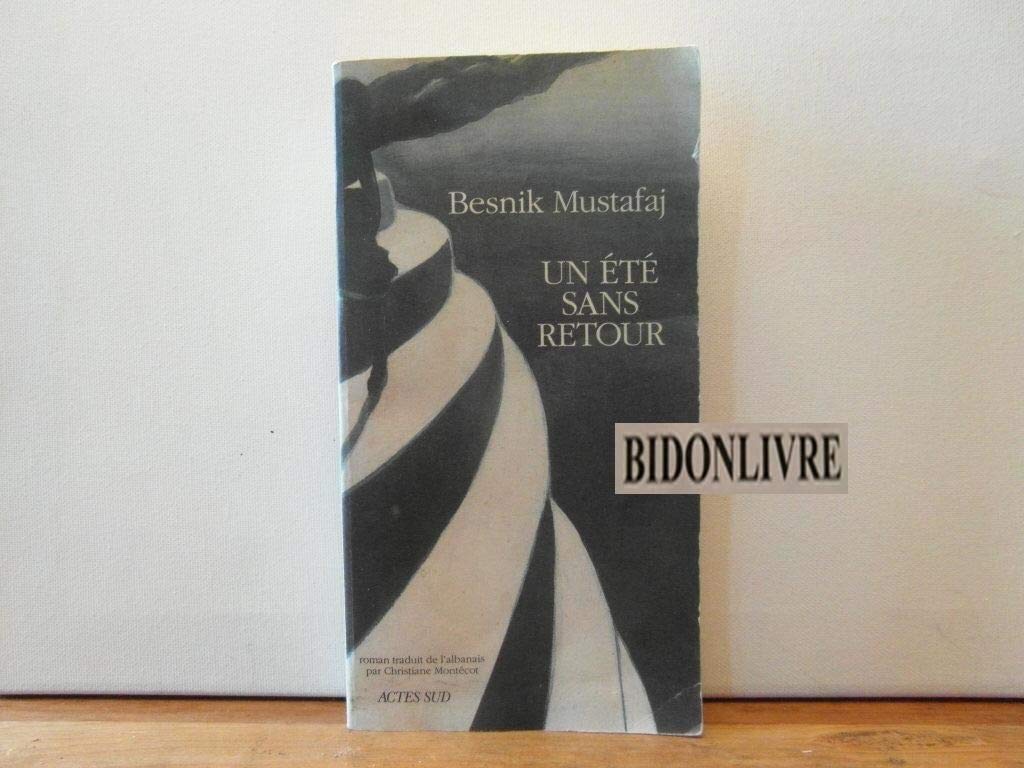 Besnik Mustafaj
UN ÉTÉ
SANS
RETOUR
BIDONLIVRE
roman traduit de l'albanais
par Christiane Montécot
ACTES SUD